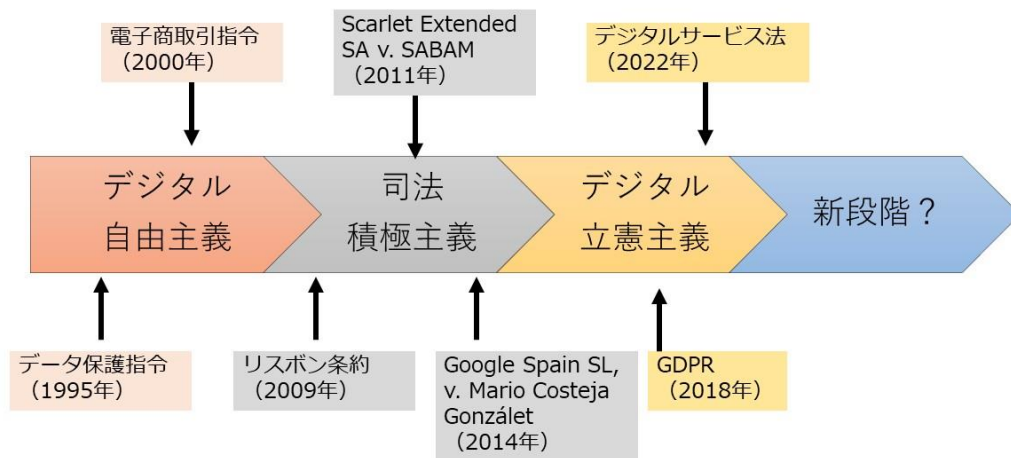 電子商取引指令
（2000年）
Scarlet Extended
SA v. SABAM
（2011年）
デジタルサービス法
（2022年）
デジタル
自由主義
司法
積極主義
デジタル
立憲主義
新段階？
データ保護指令
（1995年）
リスボン条約
（2009年）
Google Spain SL,
v. Mario Costeja
Gonzálet
（2014年）
GDPR
（2018年）